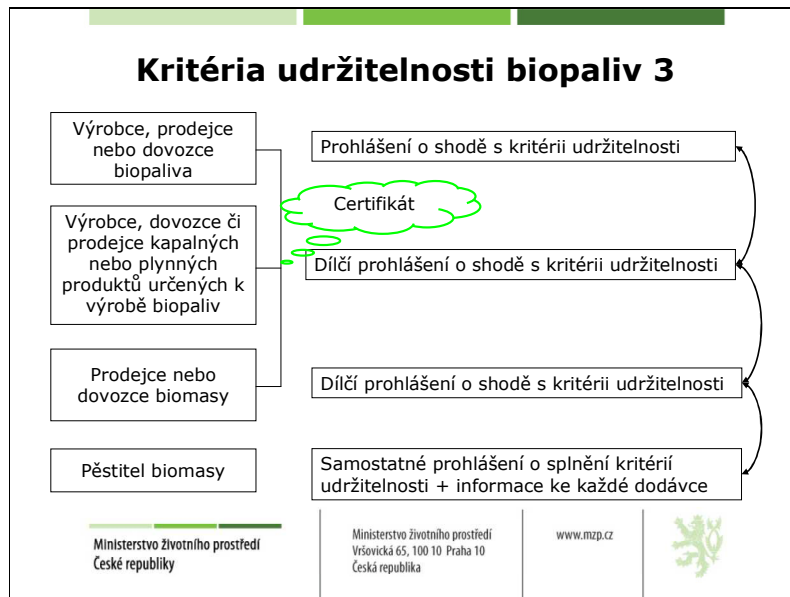 Kritéria udržitelnosti biopaliv 3
Výrobce, prodejce
nebo dovozce
biopaliva
Prohlášení o shodě s kritérii udržitelnosti
Certifikát
Výrobce, dovozce či
prodejce kapalných
nebo plynných
produktů určených k
výrobě biopaliv
Dílčí prohlášení o shodě s kritérii udržitelnosti
Prodejce nebo
dovozce biomasy
Dílčí prohlášení o shodě s kritérii udržitelnosti
Pěstitel biomasy
Samostatné prohlášení o splnění kritérií
udržitelnosti + informace ke každé dodávce
Ministerstvo životního prostředí
České republiky
Ministerstvo životního prostředí
Vršovická 65, 100 10 Praha 10
Česká republika
www.mzp.cz